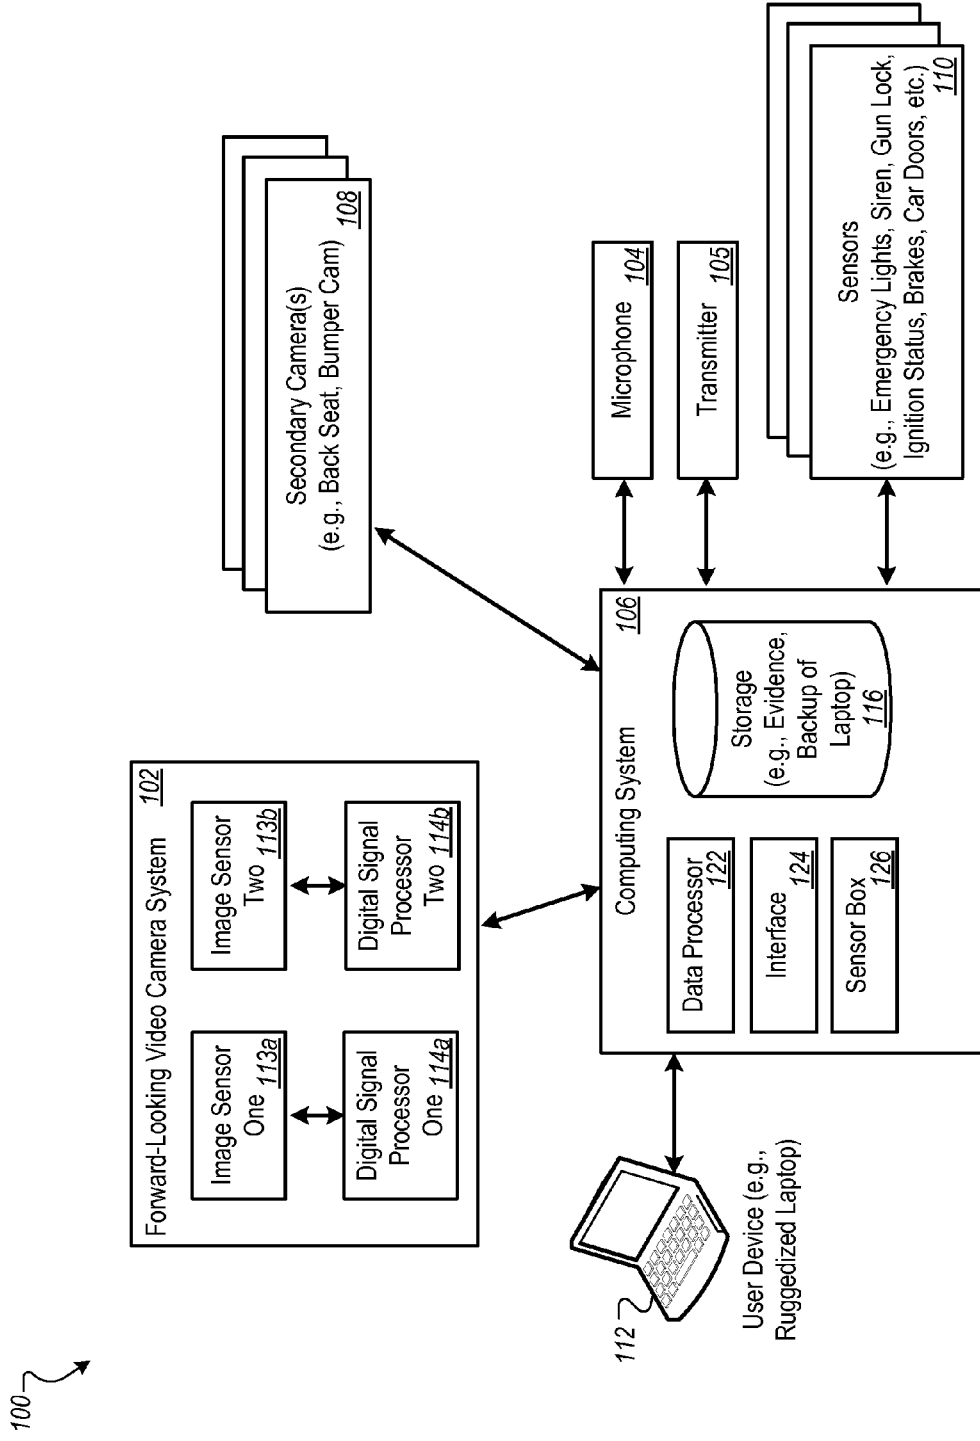 100
Forward-Looking Video Camera System
102
Image Sensor
One 113a
Image Sensor
Two 113b
Digital Signal
Processor
One 114a
Digital Signal
Processor
Two 114b
Secondary Camera(s)
(e.g., Back Seat, Bumper Cam)
108
112
User Device (e.g.,
Ruggedized Laptop)
Computing System
106
Data Processor
122
Interface
124
Sensor Box
126
Storage
(e.g., Evidence,
Backup of
Laptop)
116
Microphone
104
Transmitter
105
Sensors
(e.g., Emergency Lights, Siren, Gun Lock,
Ignition Status, Brakes, Car Doors, etc.)
110